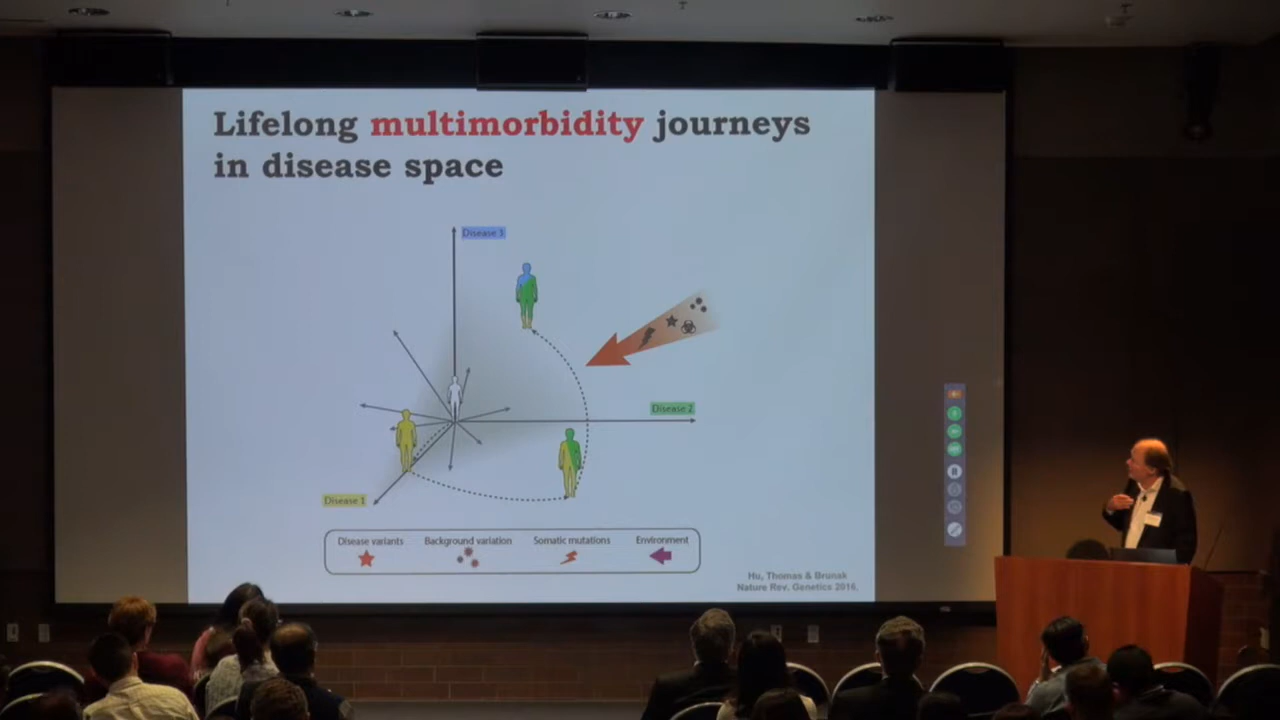 Lifelong multimorbidity journeys
in disease space
Disease 3
Disease 2
Disease 1
Disease variants
Background variation
Somatic mutations
Environment
Hu, Thomas & Brunak
Nature Rev. Genetics 2016.